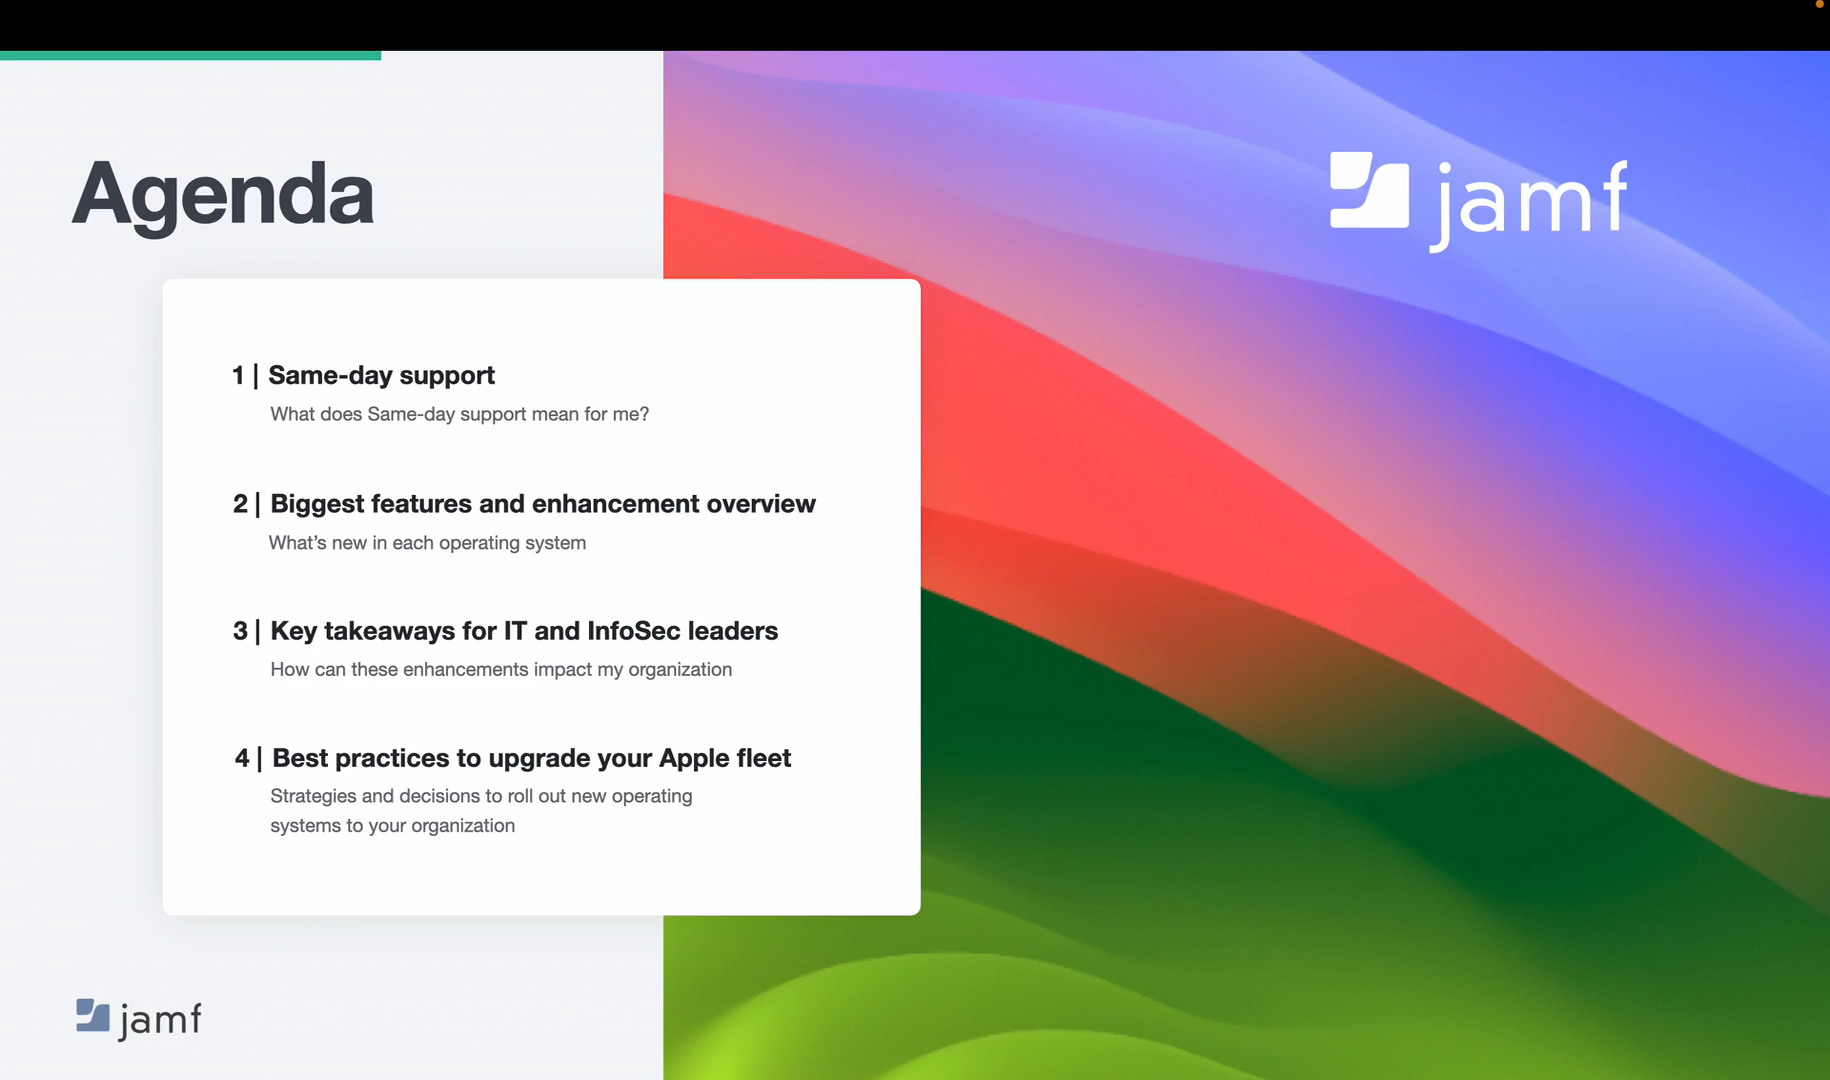 Agenda
jamf
1 | Same-day support
What does Same-day support mean for me?
2 | Biggest features and enhancement overview
What's new in each operating system
3 | Key takeaways for IT and InfoSec leaders
How can these enhancements impact my organization
4 | Best practices to upgrade your Apple fleet
Strategies and decisions to roll out new operating
systems to your organization
jamf